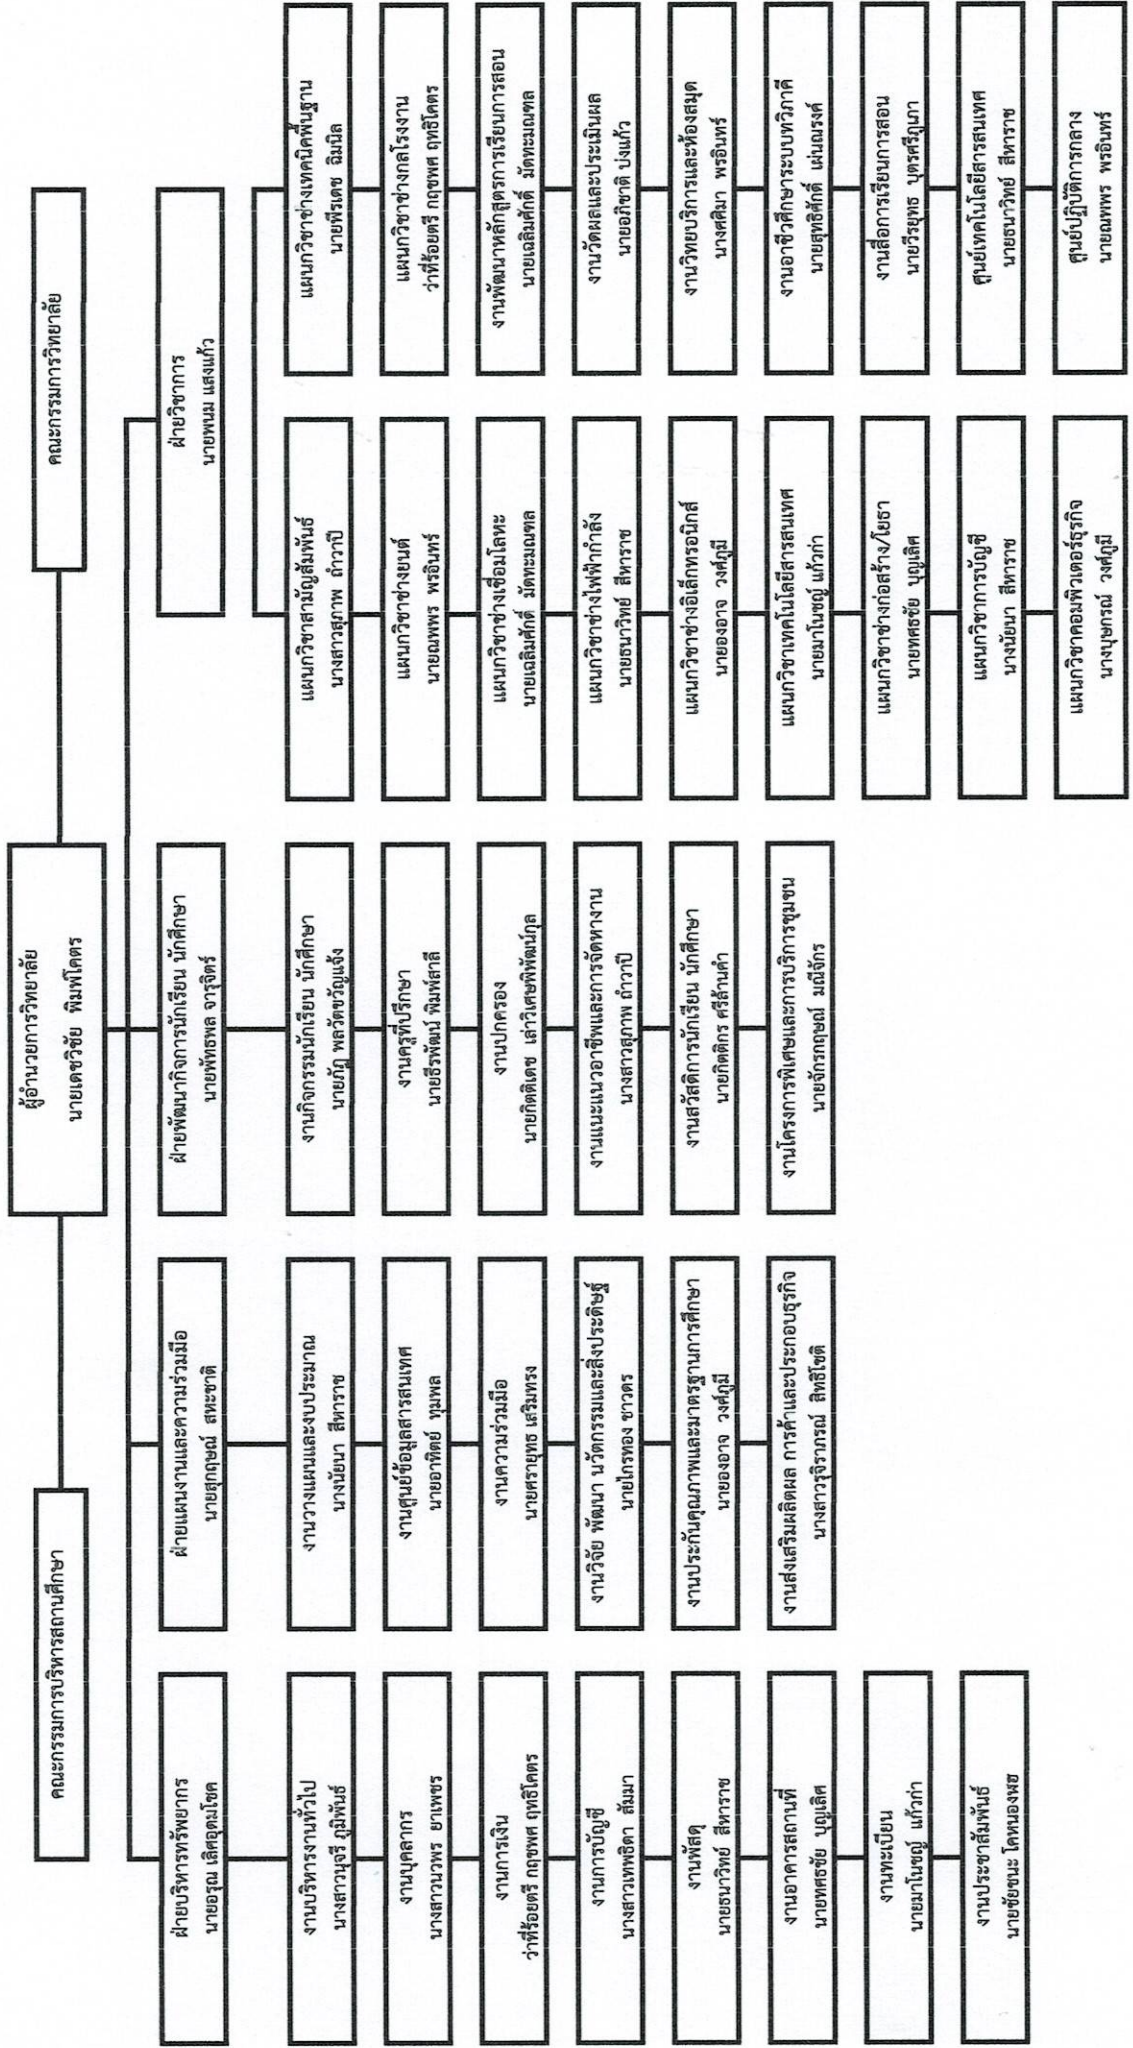 ผู้อำนวยการวิทยาลัย
นายเดชวิชัย พิมพ์โคตร
คณะกรรมการบริหารสถานศึกษา
คณะกรรมการวิทยาลัย
ฝ่ายบริหารทรัพยากร
นายอรุณ เลิศอุดมโชค
งานบริหารงานทั่วไป
นางสาวนุจรี ภูมิพันธ์
งานบุคลากร
นางสาวนวพร ยาเพชร
งานการเงิน
ว่าที่ร้อยตรี กฤชพศ ฤทธิโคตร
งานการบัญชี
นางสาวเทพธิดา สัมมา
งานพัสดุ
นายธนาวิทย์ สีหาราช
งานอาคารสถานที่
นายทศธชัย บุญเลิศ
งานทะเบียน
นายมาโนชญ์ แก้วก่า
งานประชาสัมพันธ์
นายชัยชนะ โคหนองพฮ
ฝ่ายแผนงานและความร่วมมือ
นายสุกฤษณ์ สหะชาติ
งานวางแผนและงบประมาณ
นางนัยนา สีหาราช
งานศูนย์ข้อมูลสารสนเทศ
นายอาทิตย์ ทุมพล
งานความร่วมมือ
นายศรายุทธ เสริมทรง
งานวิจัย พัฒนา นวัตกรรมและสิ่งประดิษฐ์
นายไกรทอง ชาวดร
งานประกันคุณภาพและมาตรฐานการศึกษา
นายองอาจ วงศ์ภูมี
งานส่งเสริมผลิตผล การค้าและประกอบธุรกิจ
นางสาวรุจิราภรณ์ สิทธิโชติ
ฝ่ายพัฒนากิจการนักเรียน นักศึกษา
นายพัทธพล จารุจิตร์
งานกิจกรรมนักเรียน นักศึกษา
นายภัฏ พลวัตขวัญแจ้ง
งานครูที่ปรึกษา
นายธีรพัฒน์ พิมพ์สาลี
งานปกครอง
นายกิตติเดช เล่าวิเศษพิพัฒน์กุล
งานแนะแนวอาชีพและการจัดหางาน
นางสาวสุภาพ ถ้ำวาปี
งานสวัสดิการนักเรียน นักศึกษา
นายกิตติกร ศรีล้านคำ
งานโครงการพิเศษและการบริการชุมชน
นายจักรกฤษณ์ มณีจักร
ฝ่ายวิชาการ
นายพนม แสงแก้ว
แผนกวิชาสามัญสัมพันธ์
นางสาวสุภาพ ถ้ำวาปี
แผนกวิชาช่างยนต์
นายณพพร พรอินทร์
แผนกวิชาช่างเชื่อมโลหะ
นายเฉลิมศักดิ์ มัดทะมณฑล
แผนกวิชาช่างไฟฟ้ากำลัง
นายธนาวิทย์ สีหาราช
แผนกวิชาช่างอิเล็กทรอนิกส์
นายองอาจ วงศ์ภูมี
แผนกวิชาเทคโนโลยีสารสนเทศ
นายมาโนชญ์ แก้วก่า
แผนกวิชาช่างก่อสร้าง/โยธา
นายทศธชัย บุญเลิศ
แผนกวิชาการบัญชี
นางนัยนา สีหาราช
แผนกวิชาคอมพิวเตอร์ธุรกิจ
นางบุษกรณ์ วงศ์ภูมี
แผนกวิชาช่างเทคนิคพื้นฐาน
นายพีรเดช ฉิมนิล
แผนกวิชาช่างกลโรงงาน
ว่าที่ร้อยตรี กฤชพศ ฤทธิโคตร
งานพัฒนาหลักสูตรการเรียนการสอน
นายเฉลิมศักดิ์ มัดทะมณฑล
งานวัดผลและประเมินผล
นายอภิชาติ บ่งแก้ว
งานวิทยบริการและห้องสมุด
นางศศิมา พรอินทร์
งานอาชีวศึกษาระบบทวิภาคี
นายสุทธิศักดิ์ เผ่นณรงค์
งานสื่อการเรียนการสอน
นายวีรยุทธ บุตรศรีภูเภา
ศูนย์เทคโนโลยีสารสนเทศ
นายธนาวิทย์ สีหาราช
ศูนย์ปฏิบัติการกลาง
นายณพพร พรอินทร์